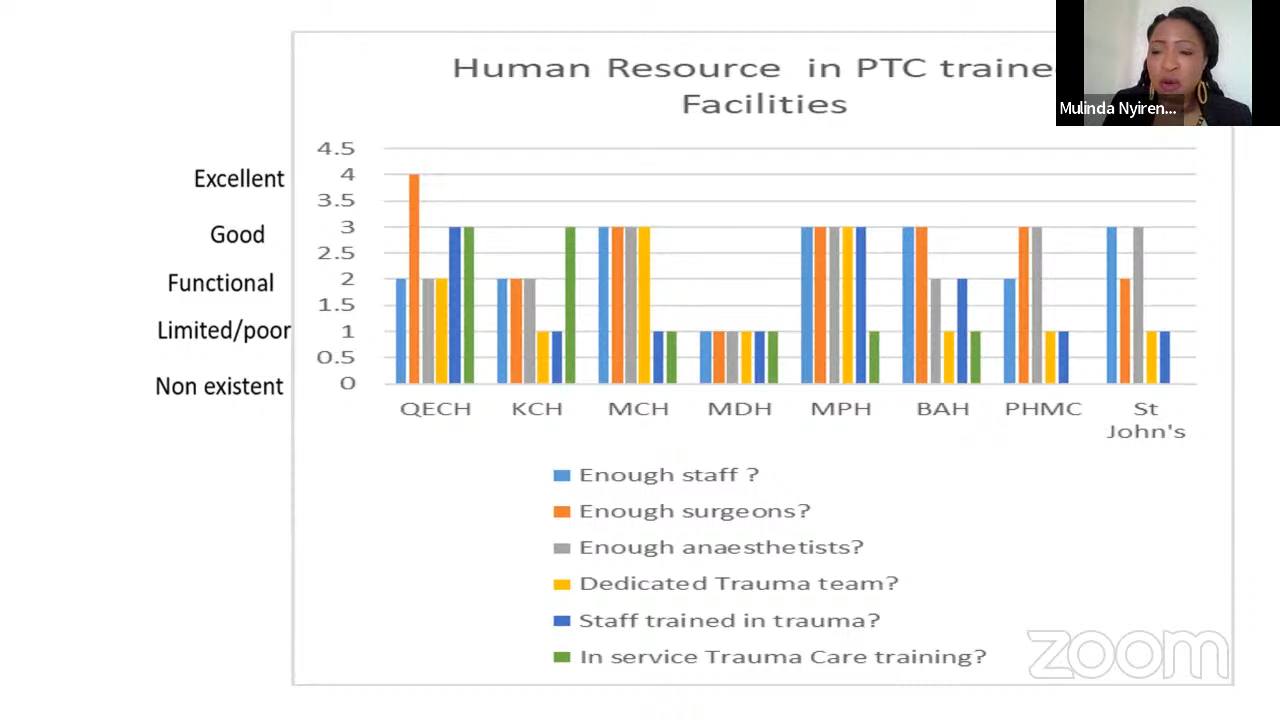 Human Resource in PTC traine
Facilities
Mulinda Nyiren...
4.5
Excellent 4
3.5
Good 3
2.5
Functional 2
1.5
Limited/poor 1
0.5
Non existent 0
QECH KCH MCH MDH MPH BAH PHMC St
John's
Enough staff ?
Enough surgeons?
Enough anaesthetists?
Dedicated Trauma team?
Staff trained in trauma?
In service Trauma Care training?
zoom